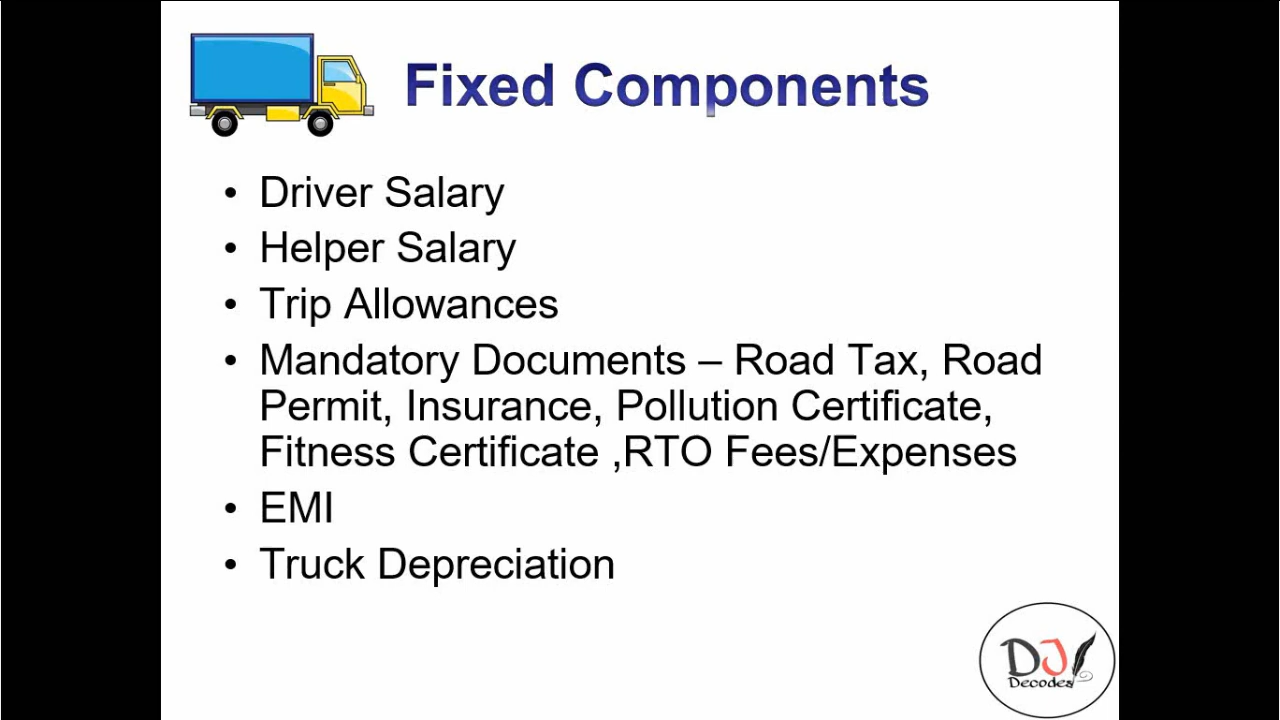 Fixed Components
• Driver Salary
• Helper Salary
• Trip Allowances
• Mandatory Documents – Road Tax, Road
Permit, Insurance, Pollution Certificate,
Fitness Certificate ,RTO Fees/Expenses
• EMI
• Truck Depreciation
DJ
Decodes